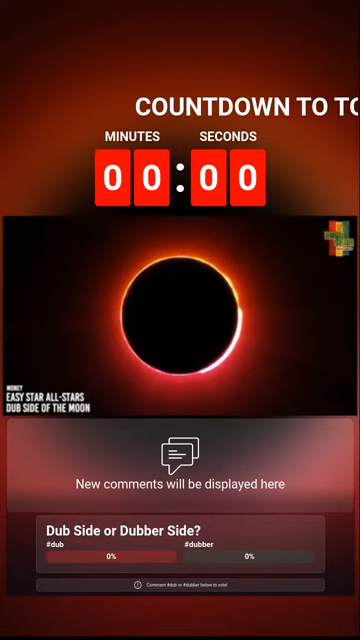 COUNTDOWN TO
MINUTES SECONDS
00:00
MONEY
EASY STAR ALL-STARS
DUB SIDE OF THE MOON
New comments will be displayed here
Dub Side or Dubber Side?
#dub #dubber
0% 0%
Comment #dub or #dubber below to vote!